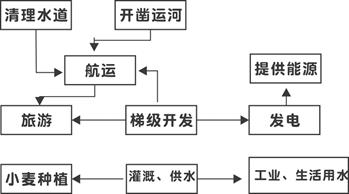 清理水道 开凿运河
航运 提供能源
旅游 梯级开发 发电
小麦种植 灌溉、供水 工业、生活用水